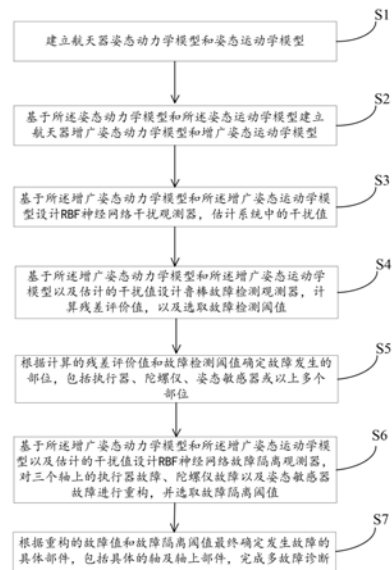 S1
建立航天器姿态动力学模型和姿态运动学模型
S2
基于所述姿态动力学模型和所述姿态运动学模型建立
航天器增广姿态动力学模型和增广姿态运动学模型
S3
基于所述增广姿态动力学模型和所述增广姿态运动学模
型设计RBF神经网络干扰观测器，估计系统中的干扰值
S4
基于所述增广姿态动力学模型和所述增广姿态运动学
模型以及估计的干扰值设计鲁棒故障检测观测器，计
算残差评价值，以及选取故障检测阈值
S5
根据计算的残差评价值和故障检测阈值确定故障发生的
部位，包括执行器、陀螺仪、姿态敏感器或以上多个
部位
S6
基于所述增广姿态动力学模型和所述增广姿态运动学模
型以及估计的干扰值设计RBF神经网络故障隔离观测器，
对三个轴上的执行器故障、陀螺仪故障以及姿态敏感器
故障进行重构，并选取故障隔离阈值
S7
根据重构的故障值和故障隔离阈值最终确定发生故障的
具体部件，包括具体的轴及轴上部件，完成多故障诊断